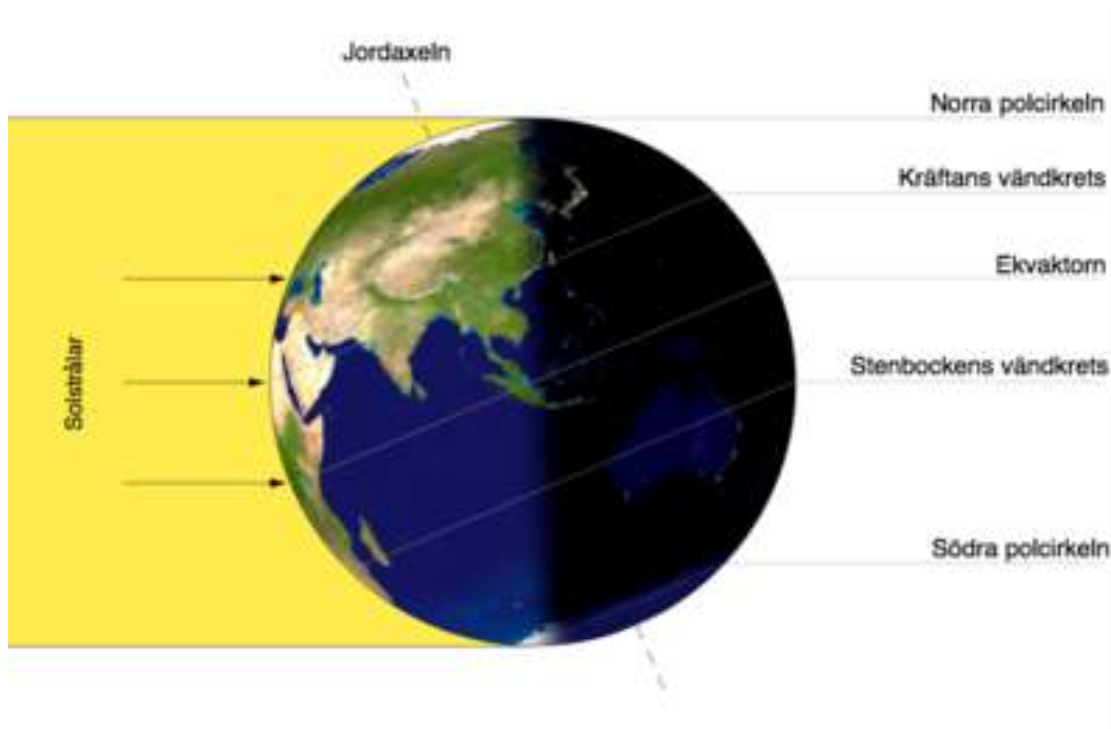 Jordaxeln
Norra polcirkeln
Kräftans vändkrets
Ekvaktorn
Solstrålar
Stenbockens vändkrets
Södra polcirkeln